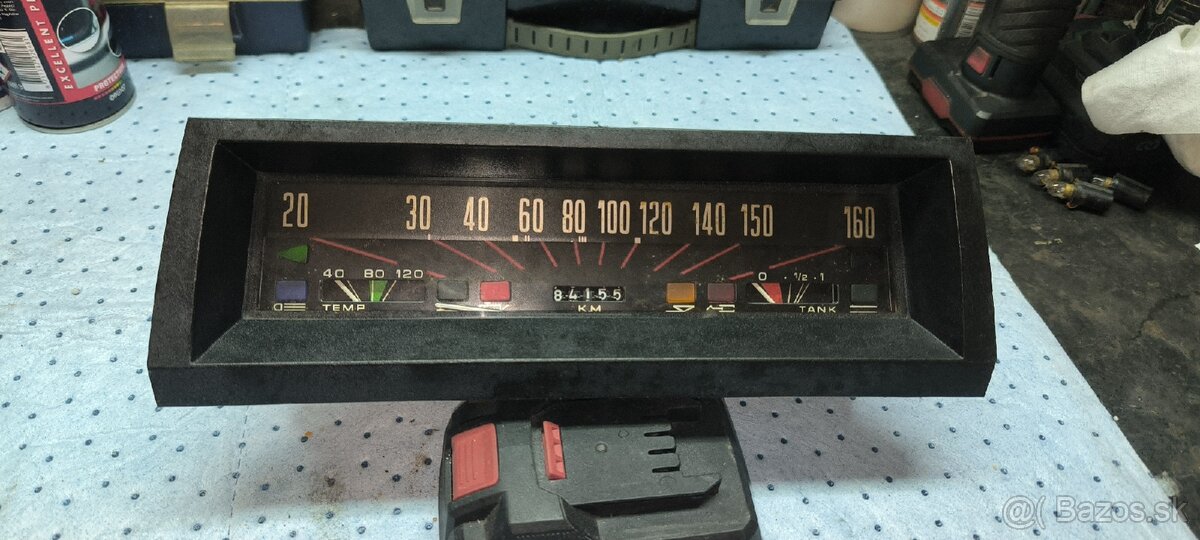 EXCELLENT
PROTECTION
20 30 40 60 80 100 120 140 150 160
40 80 120
0 ½ 1
84155
TEMP KM TANK
@( Bazos.sk